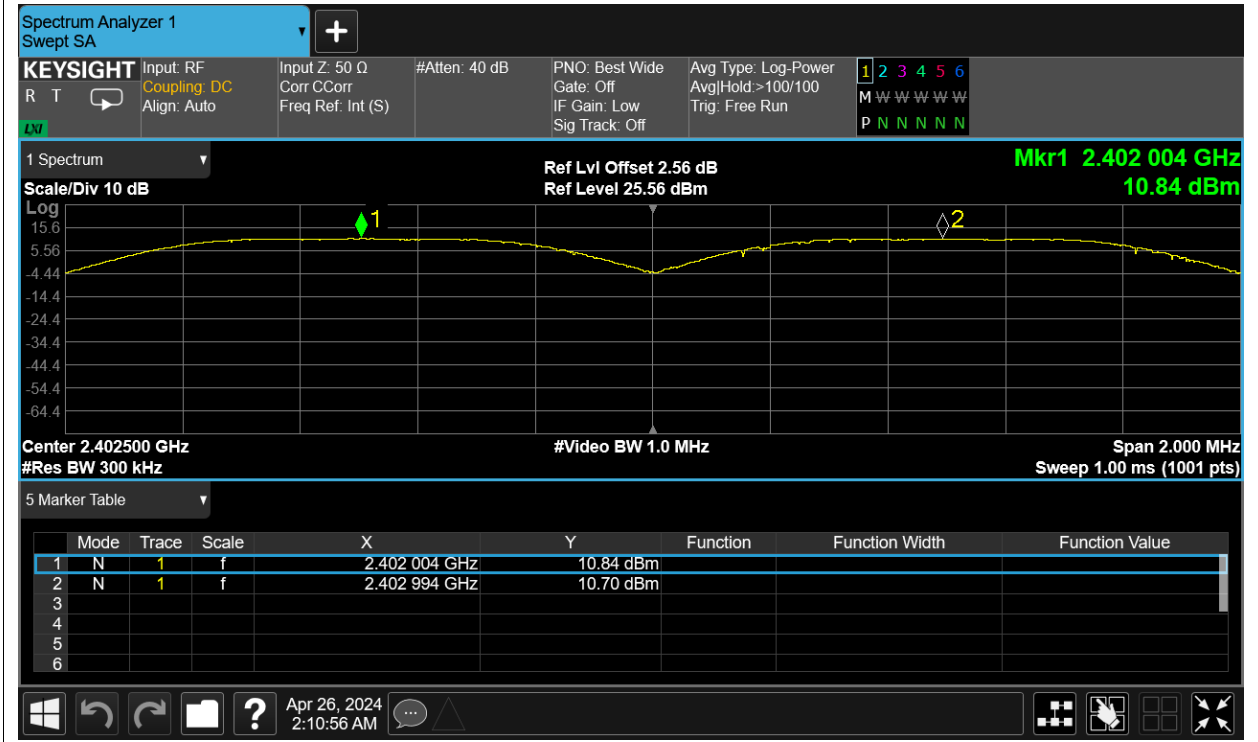 Spectrum Analyzer 1
Swept SA
+
KEYSIGHT Input: RF Input Z: 50 Ω #Atten: 40 dB PNO: Best Wide Avg Type: Log-Power 1 2 3 4 5 6
R T Coupling: DC Corr CCorr Gate: Off Avg|Hold:>100/100 M W W W W W
Align: Auto Freq Ref: Int (S) IF Gain: Low Trig: Free Run
LXI Sig Track: Off P N N N N N
1 Spectrum Ref Lvl Offset 2.56 dB Mkr1 2.402 004 GHz
Scale/Div 10 dB Ref Level 25.56 dBm 10.84 dBm
Log
1 2
15.6
5.56
-4.44
-14.4
-24.4
-34.4
-44.4
-54.4
-64.4
Center 2.402500 GHz #Video BW 1.0 MHz Span 2.000 MHz
#Res BW 300 kHz Sweep 1.00 ms (1001 pts)
5 Marker Table
Mode Trace Scale X Y Function Function Width Function Value
1 N 1 f 2.402 004 GHz 10.84 dBm
2 N 1 f 2.402 994 GHz 10.70 dBm
3
4
5
6
? Apr 26, 2024
2:10:56 AM